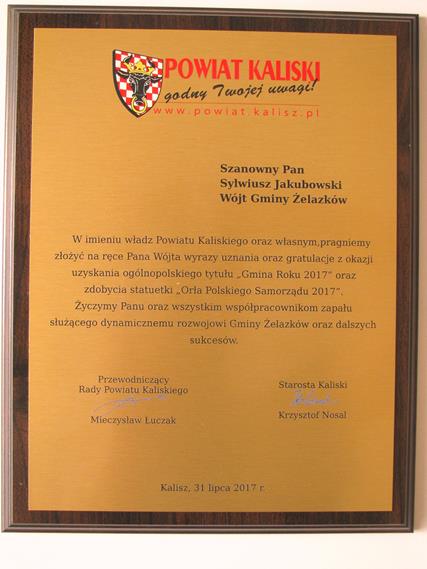 POWIAT KALISKI
godny Twojej uwagi!
www.powiat.kalisz.pl
Szanowny Pan
Sylwiusz Jakubowski
Wójt Gminy Żelazków
W imieniu władz Powiatu Kaliskiego oraz własnym,pragniemy
złożyć na ręce Pana Wójta wyrazy uznania oraz gratulacje z okazji
uzyskania ogólnopolskiego tytułu „Gmina Roku 2017” oraz
zdobycia statuetki „Orła Polskiego Samorządu 2017”.
Życzymy Panu oraz wszystkim współpracownikom zapału
służącego dynamicznemu rozwojowi Gminy Żelazków oraz dalszych
sukcesów.
Przewodniczący
Rady Powiatu Kaliskiego
Mieczysław Łuczak
Starosta Kaliski
Krzysztof Nosal
Kalisz, 31 lipca 2017 r.